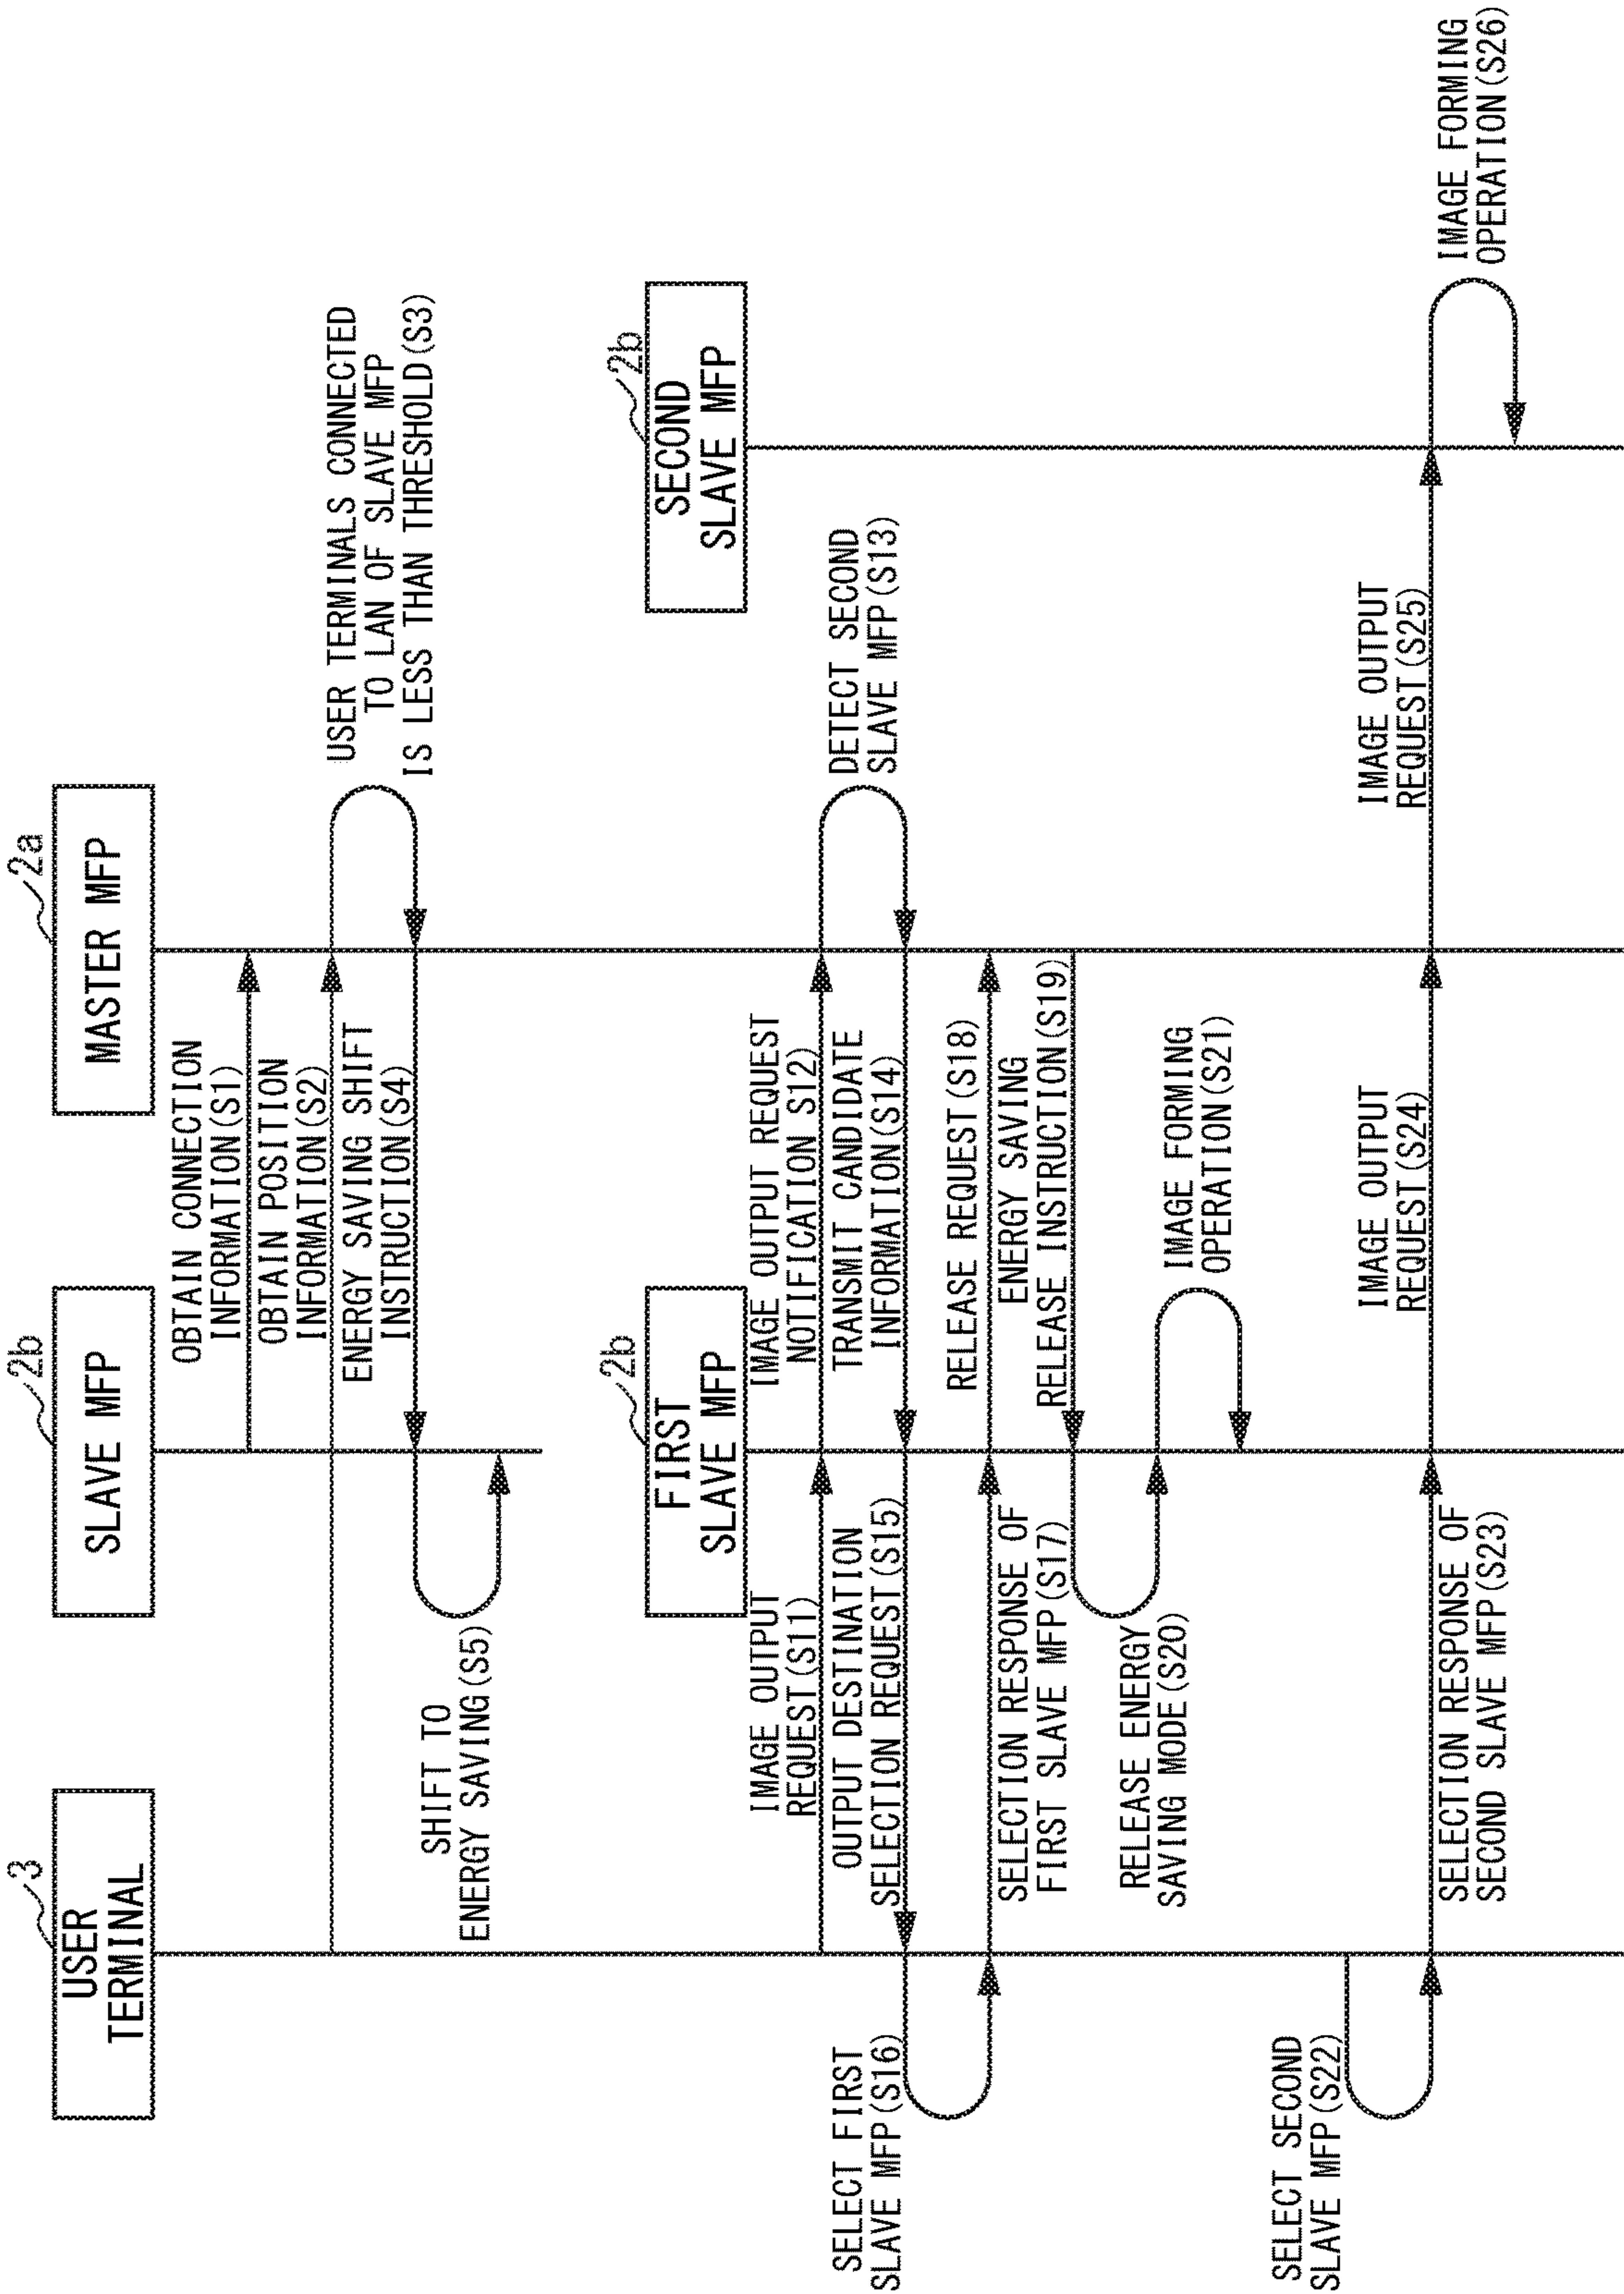 3
USER
TERMINAL
2b
SLAVE MFP
2a
MASTER MFP
OBTAIN CONNECTION
INFORMATION(S1)
OBTAIN POSITION
INFORMATION(S2)
USER TERMINALS CONNECTED
TO LAN OF SLAVE MFP
IS LESS THAN THRESHOLD(S3)
ENERGY SAVING SHIFT
INSTRUCTION(S4)
SHIFT TO
ENERGY SAVING(S5)
2b
FIRST
SLAVE MFP
2b
SECOND
SLAVE MFP
IMAGE OUTPUT
REQUEST(S11)
IMAGE OUTPUT REQUEST
NOTIFICATION S12)
DETECT SECOND
SLAVE MFP(S13)
TRANSMIT CANDIDATE
INFORMATION(S14)
OUTPUT DESTINATION
SELECTION REQUEST(S15)
SELECT FIRST
SLAVE MFP(S16)
SELECTION RESPONSE OF
FIRST SLAVE MFP(S17)
RELEASE REQUEST(S18)
ENERGY SAVING
RELEASE INSTRUCTION(S19)
RELEASE ENERGY
SAVING MODE(S20)
IMAGE FORMING
OPERATION(S21)
SELECT SECOND
SLAVE MFP(S22)
SELECTION RESPONSE OF
SECOND SLAVE MFP(S23)
IMAGE OUTPUT
REQUEST(S24)
IMAGE OUTPUT
REQUEST(S25)
IMAGE FORMING
OPERATION(S26)